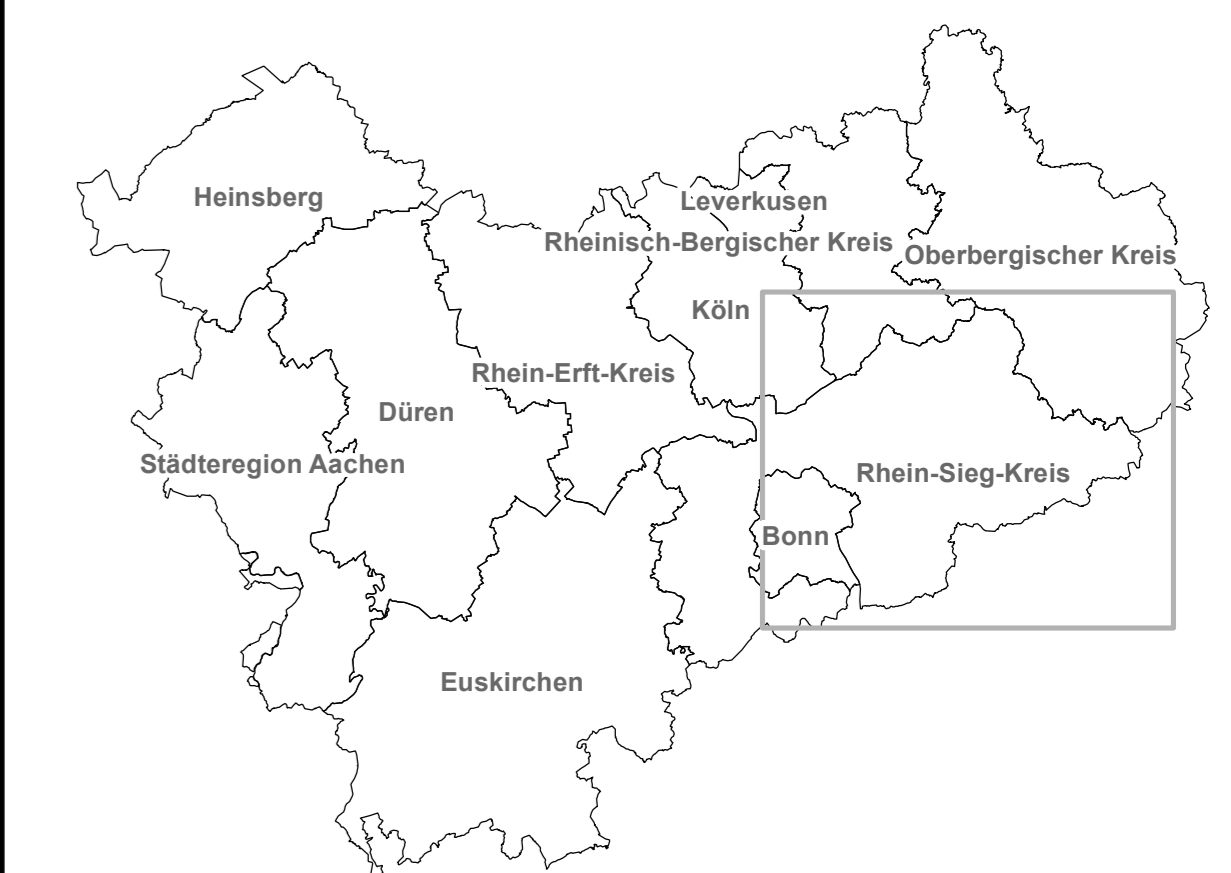 Heinsberg
Leverkusen
Rheinisch-Bergischer Kreis
Oberbergischer Kreis
Köln
Rhein-Erft-Kreis
Düren
Städteregion Aachen
Rhein-Sieg-Kreis
Bonn
Euskirchen